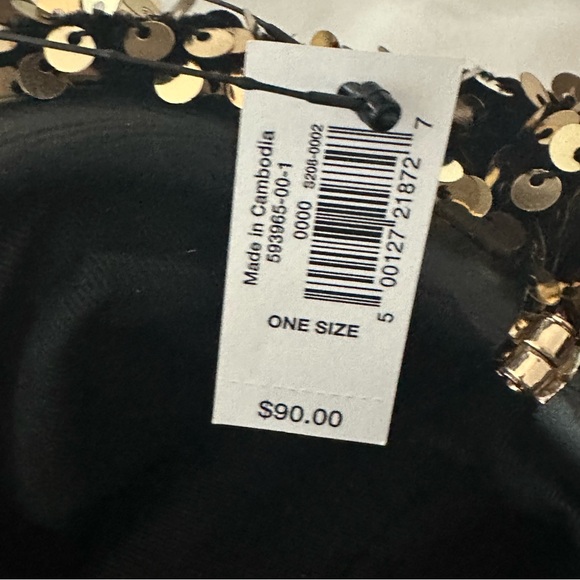 Made in Cambodia
593965-00-1
0000 S208-0002
5 00127 21872 7
ONE SIZE
$90.00